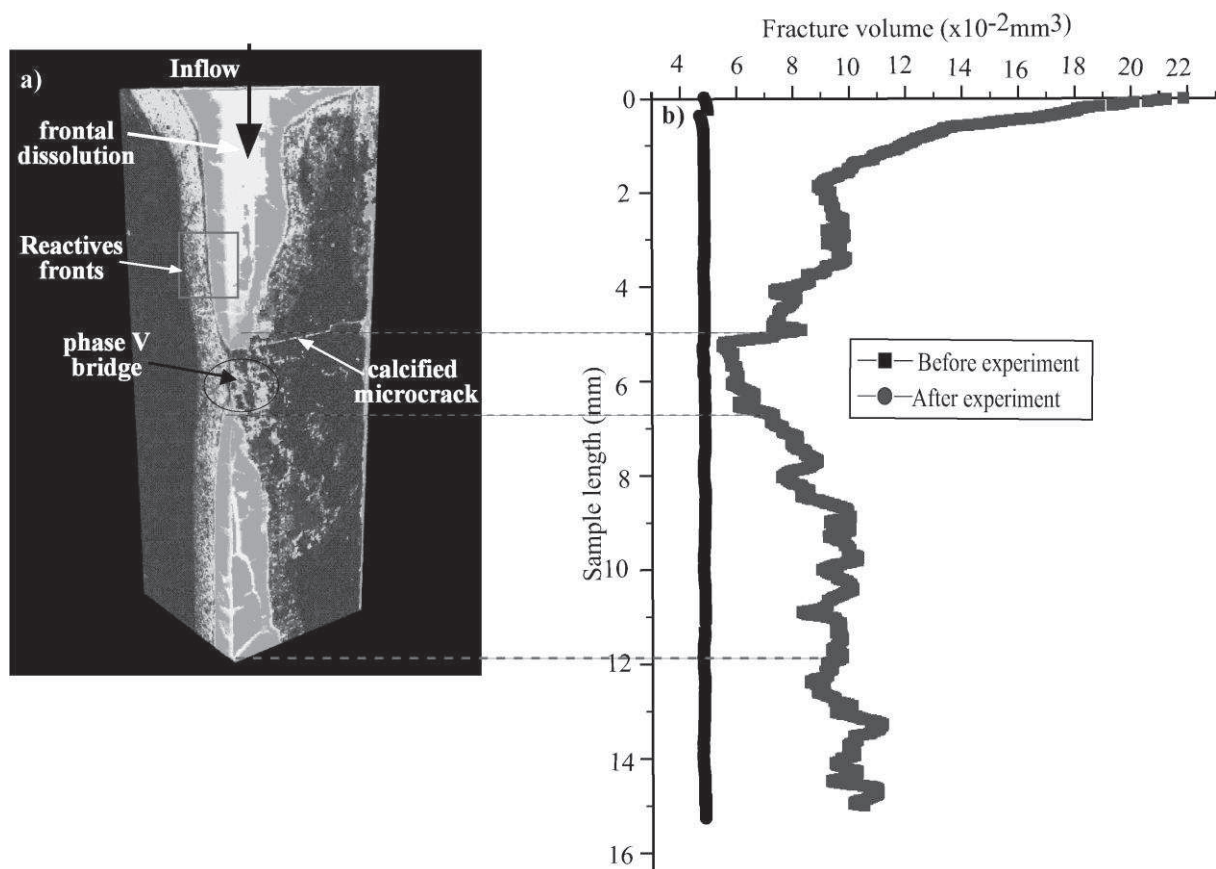 a)
Inflow
frontal
dissolution
Reactives
fronts
phase V
bridge
calcified
microcrack
Fracture volume (x10-2mm3)
4 6 8 10 12 14 16 18 20 22
b)
0
2
4
6
8
10
12
14
16
Sample length (mm)
Before experiment
After experiment